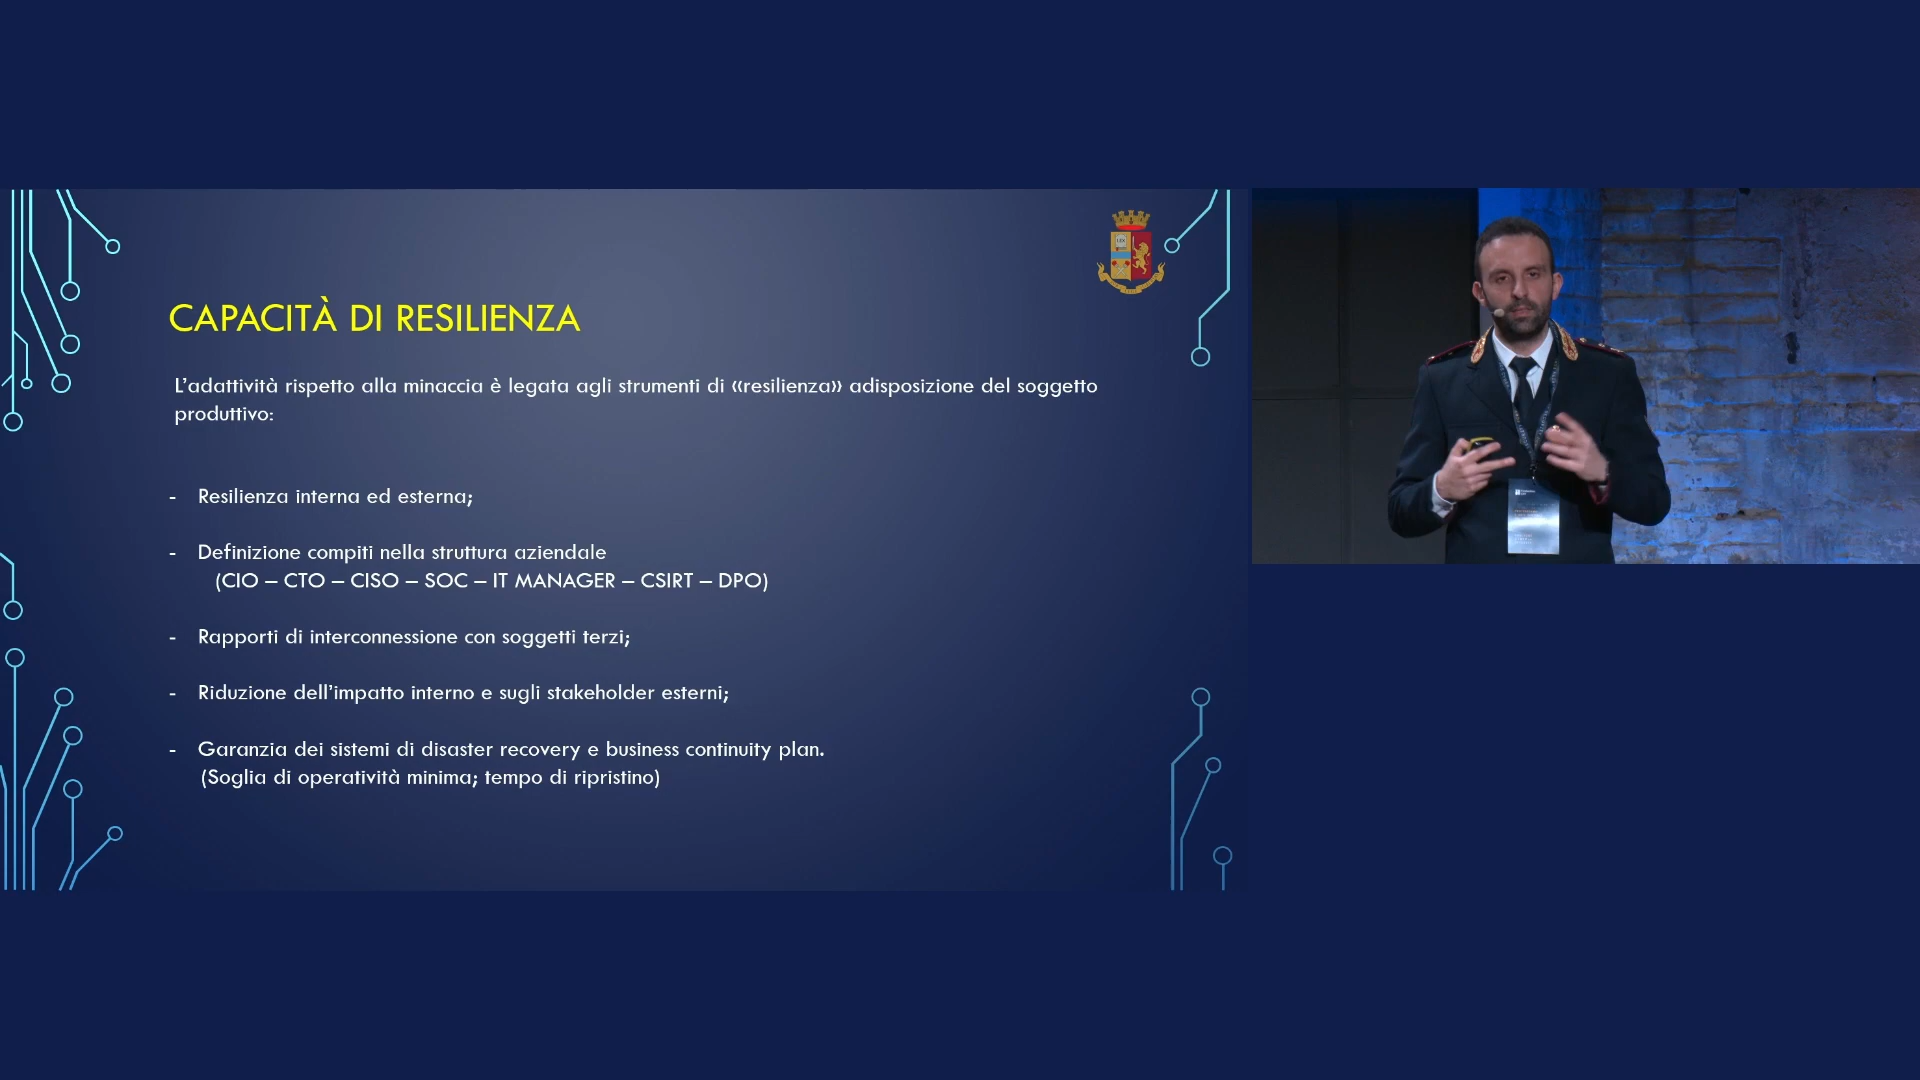 CAPACITÀ DI RESILIENZA
L'adattività rispetto alla minaccia è legata agli strumenti di «resilienza» adisposizione del soggetto
produttivo:
- Resilienza interna ed esterna;
- Definizione compiti nella struttura aziendale
(CIO – CTO – CISO – SOC – IT MANAGER – CSIRT – DPO)
- Rapporti di interconnessione con soggetti terzi;
- Riduzione dell'impatto interno e sugli stakeholder esterni;
- Garanzia dei sistemi di disaster recovery e business continuity plan.
(Soglia di operatività minima; tempo di ripristino)